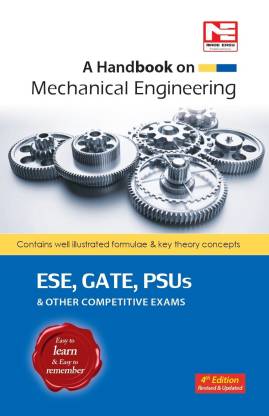 MADE EASY
Publications
A Handbook on
Mechanical Engineering
Contains well illustrated formulae & key theory concepts
ESE, GATE, PSUs
& OTHER COMPETITIVE EXAMS
Easy to
learn
& Easy to
remember
4th Edition
Revised & Updated